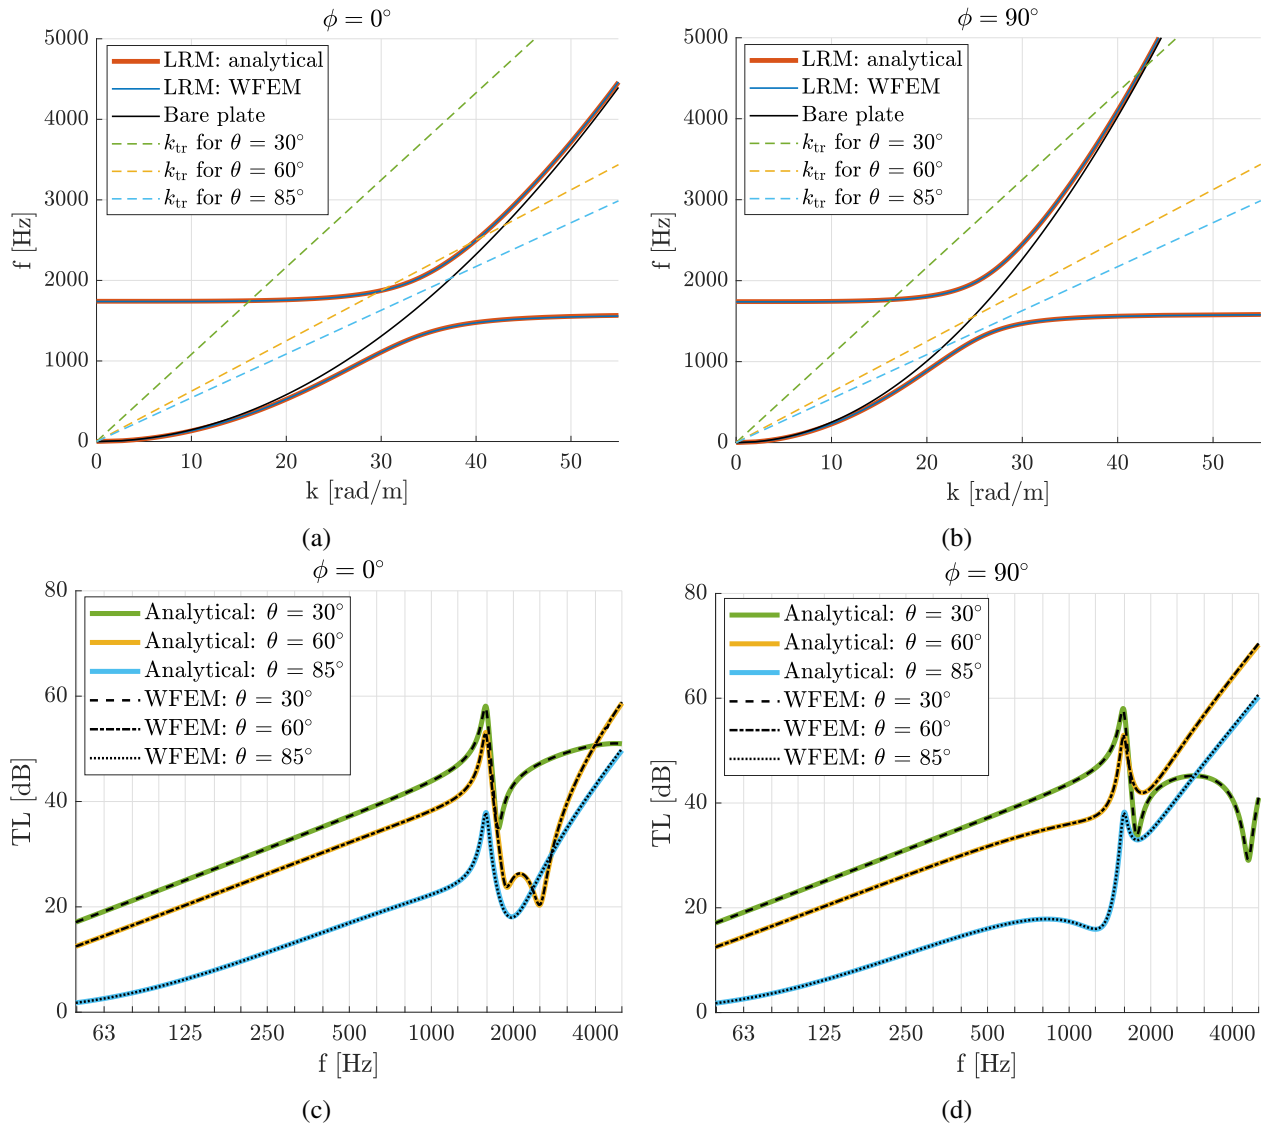 ϕ = 0°
5000
4000
3000
2000
1000
0
f [Hz]
LRM: analytical
LRM: WFEM
Bare plate
k_tr for θ = 30°
k_tr for θ = 60°
k_tr for θ = 85°
0 10 20 30 40 50
k [rad/m]
(a)
ϕ = 90°
5000
4000
3000
2000
1000
0
f [Hz]
LRM: analytical
LRM: WFEM
Bare plate
k_tr for θ = 30°
k_tr for θ = 60°
k_tr for θ = 85°
0 10 20 30 40 50
k [rad/m]
(b)
ϕ = 0°
80
60
40
20
0
TL [dB]
Analytical: θ = 30°
Analytical: θ = 60°
Analytical: θ = 85°
WFEM: θ = 30°
WFEM: θ = 60°
WFEM: θ = 85°
63 125 250 500 1000 2000 4000
f [Hz]
(c)
ϕ = 90°
80
60
40
20
0
TL [dB]
Analytical: θ = 30°
Analytical: θ = 60°
Analytical: θ = 85°
WFEM: θ = 30°
WFEM: θ = 60°
WFEM: θ = 85°
63 125 250 500 1000 2000 4000
f [Hz]
(d)